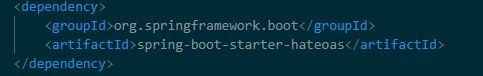 <dependency>
<groupId>org.springframework.boot</groupId>
<artifactId>spring-boot-starter-hateoas</artifactId>
</dependency>